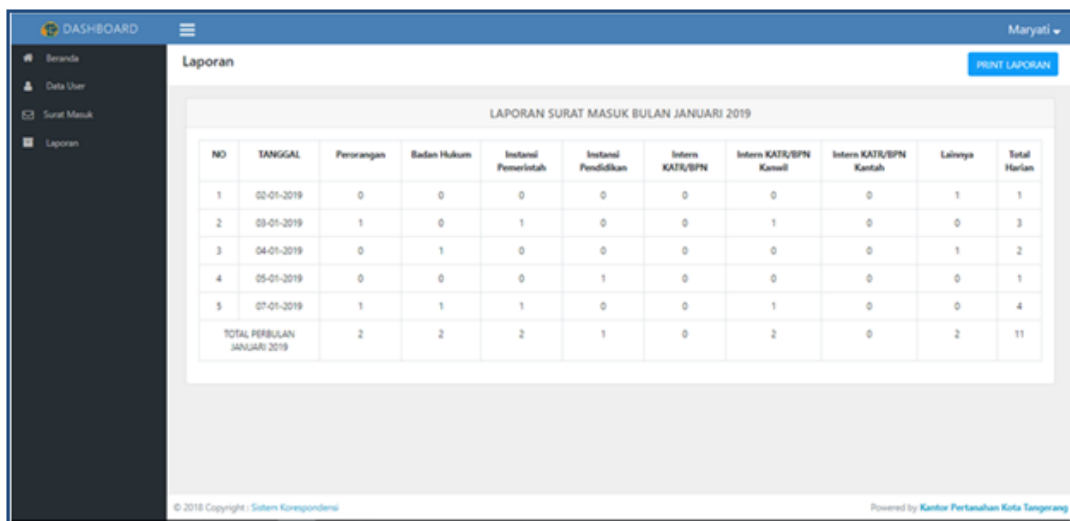 DASHBOARD
Maryati
Beranda
Data User
Surat Masuk
Laporan
Laporan
PRINT LAPORAN
LAPORAN SURAT MASUK BULAN JANUARI 2019
NO TANGGAL Perorangan Badan Hukum Instansi Pemerintah Instansi Pendidikan Intern KATR/BPN Intern KATR/BPN Kanwil Intern KATR/BPN Kantah Lainnya Total Harian
1 02-01-2019 0 0 0 0 0 0 0 1 1
2 03-01-2019 1 0 1 0 0 1 0 0 3
3 04-01-2019 0 1 0 0 0 0 0 1 2
4 05-01-2019 0 0 0 1 0 0 0 0 1
5 07-01-2019 1 1 1 0 0 1 0 0 4
TOTAL PERBULAN JANUARI 2019 2 2 2 1 0 2 0 2 11
© 2018 Copyright : Sistem Korespondensi
Powered by Kantor Pertanahan Kota Tangerang